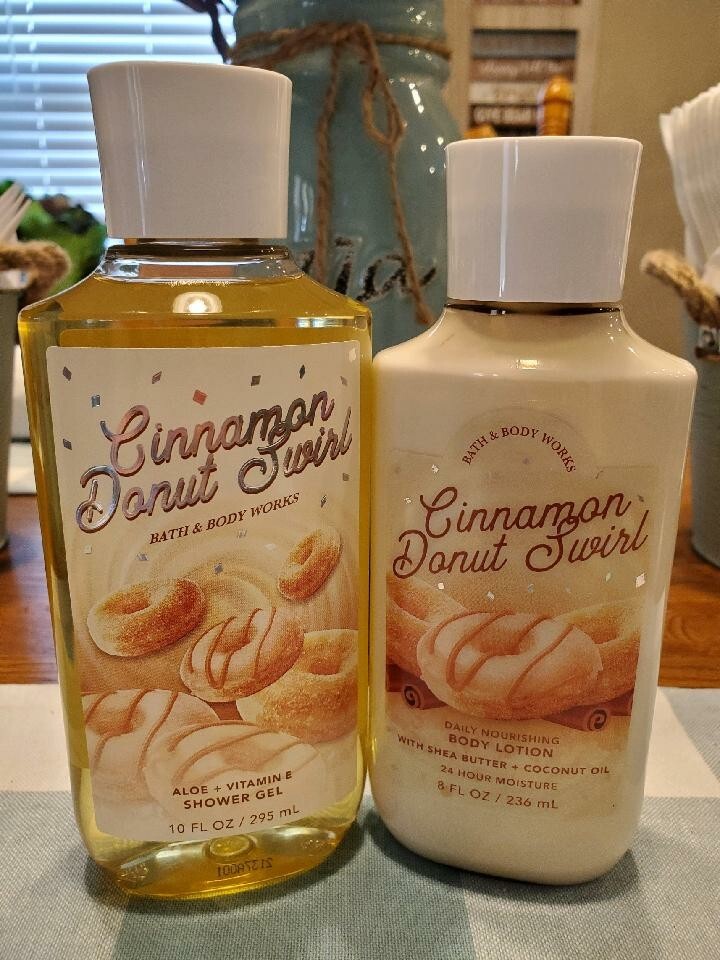 Cinnamon
Donut Swirl
BATH & BODY WORKS
ALOE + VITAMIN E
SHOWER GEL
10 FL OZ / 295 mL
BATH & BODY WORKS
Cinnamon
Donut Swirl
DAILY NOURISHING
BODY LOTION
WITH SHEA BUTTER + COCONUT OIL
24 HOUR MOISTURE
8 FL OZ / 236 mL